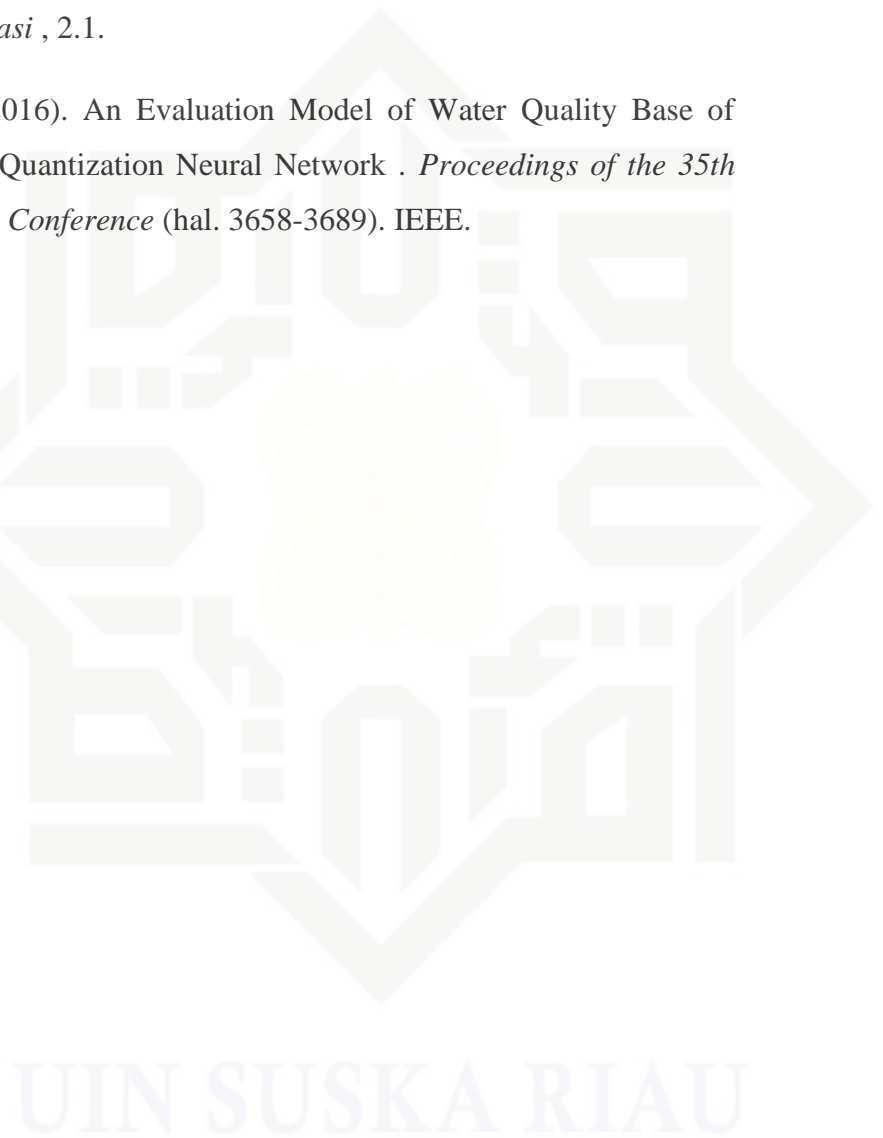 asi , 2.1.
016). An Evaluation Model of Water Quality Base of
Quantization Neural Network . Proceedings of the 35th
Conference (hal. 3658-3689). IEEE.
UIN SUSKA RIAU